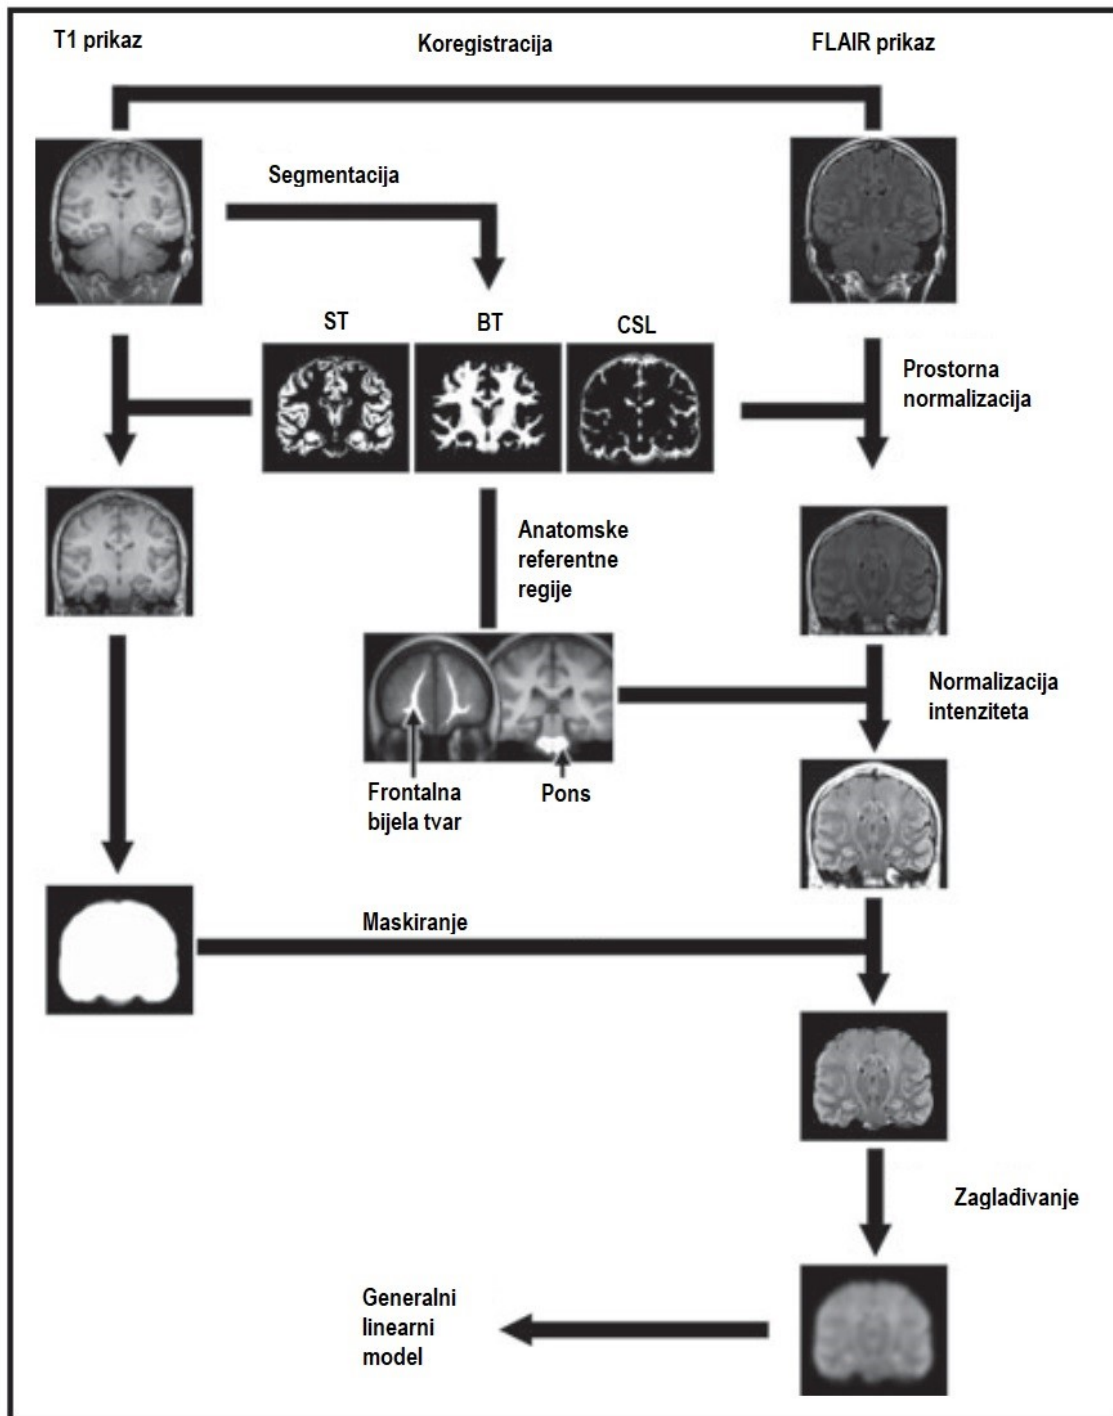 T1 prikaz
Koregistracija
FLAIR prikaz
Segmentacija
ST
BT
CSL
Prostorna
normalizacija
Anatomske
referentne
regije
Normalizacija
intenziteta
Frontalna
bijela tvar
Pons
Maskiranje
Zaglađivanje
Generalni
linearni
model